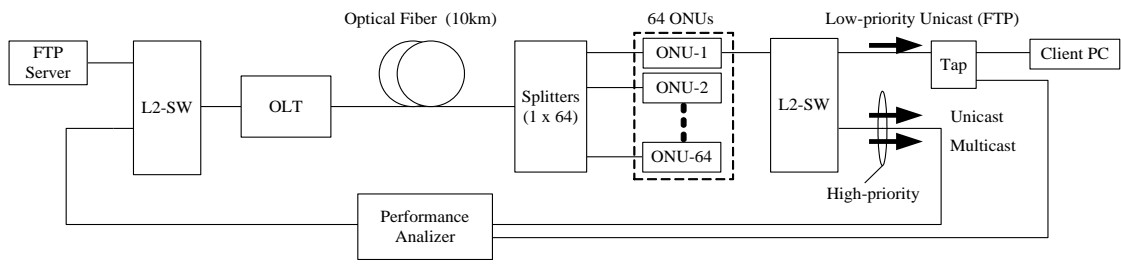 Optical Fiber (10km)
64 ONUs
Low-priority Unicast (FTP)
FTP
Server
L2-SW
OLT
Splitters
(1 x 64)
ONU-1
ONU-2
ONU-64
L2-SW
Tap
Client PC
Unicast
Multicast
High-priority
Performance
Analizer